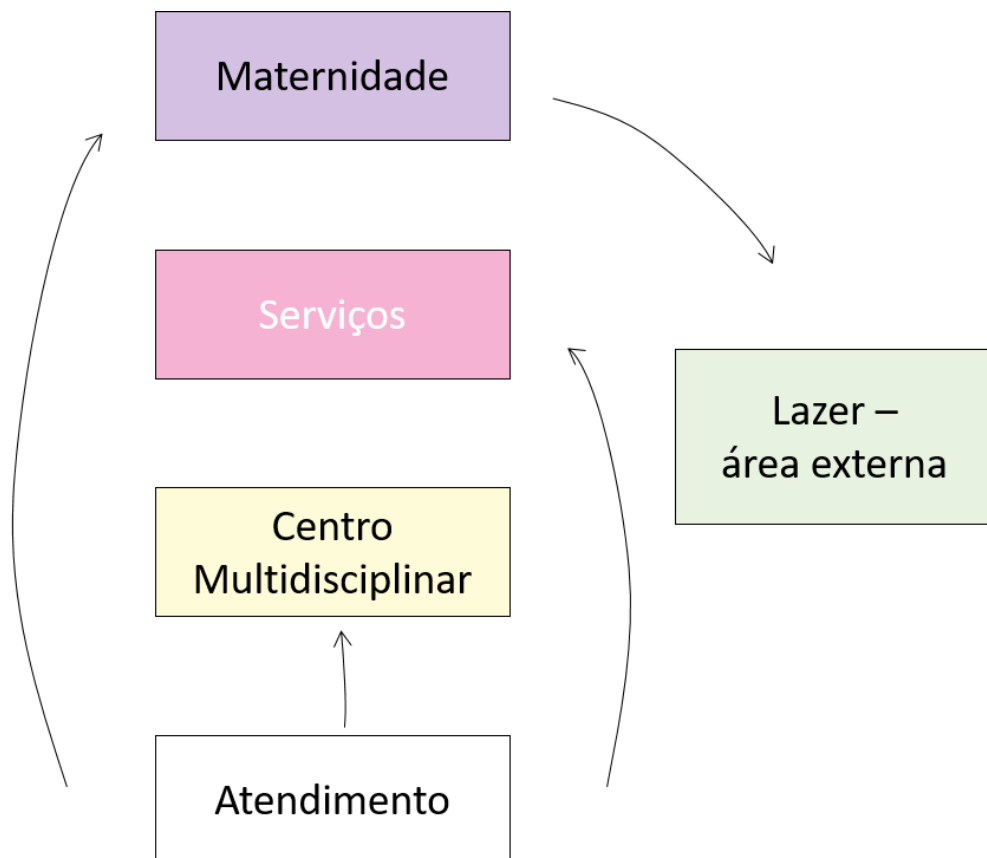 Maternidade
Serviços
Lazer –
área externa
Centro
Multidisciplinar
Atendimento